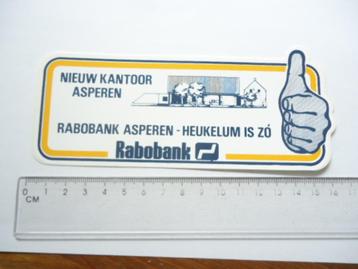 NIEUW KANTOOR
ASPEREN
RABOBANK ASPEREN - HEUKELUM IS ZÓ
Rabobank
0 1 2 3 4 5 6 7 8 9 10 11 12 13 14 15 16
CM